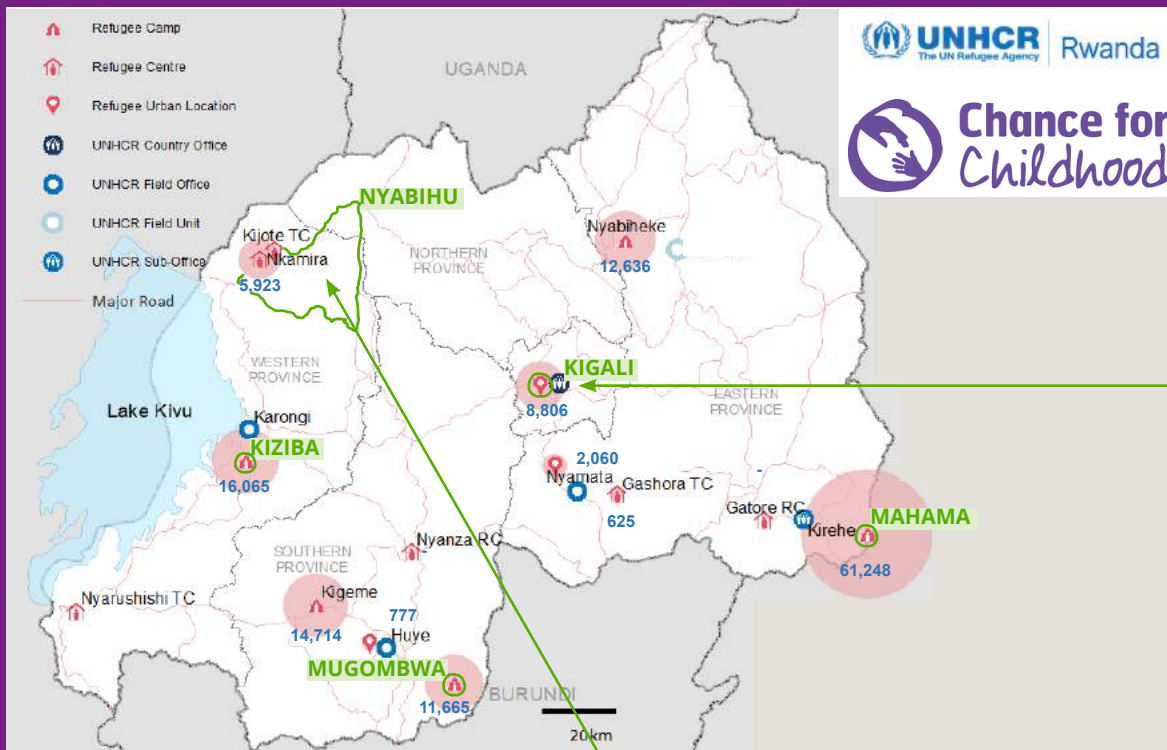 Refugee Camp
Refugee Centre
Refugee Urban Location
UNHCR Country Office
UNHCR Field Office
UNHCR Field Unit
UNHCR Sub-Office
Major Road
UNHCR
The UN Refugee Agency
Rwanda
Chance for
Childhood
UGANDA
NYABIHU
Kijote TC
Nkamira
5,923
NORTHERN
PROVINCE
Nyabiheke
12,636
WESTERN
PROVINCE
KIGALI
8,806
EASTERN
PROVINCE
Lake Kivu
Karongi
KIZIBA
16,065
2,060
Nyamata
Gashora TC
625
-
Gatore RC
Kirehe
MAHAMA
61,248
Nyanza RC
-
SOUTHERN
PROVINCE
Kigeme
14,714
Nyarushishi TC
777
Huye
MUGOMBWA
11,665
BURUNDI
20km